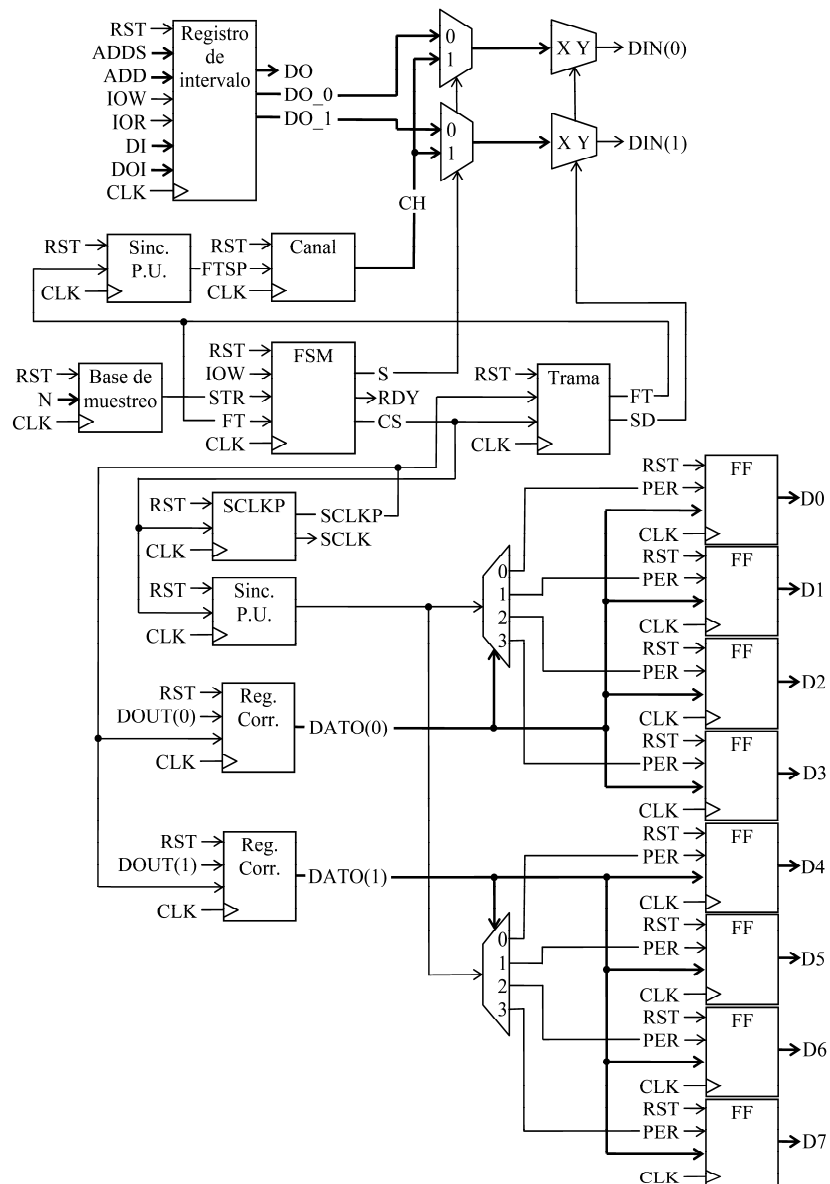 RST
ADDS
ADD
IOW
IOR
DI
DOI
CLK
Registro
de
intervalo
DO
DO_0
DO_1
0
1
X Y
DIN(0)
0
1
X Y
DIN(1)
CH
RST
CLK
Sinc.
P.U.
FTSP
RST
CLK
Canal
RST
N
CLK
Base de
muestreo
RST
IOW
STR
FT
CLK
FSM
S
RDY
CS
RST
CLK
Trama
FT
SD
RST
CLK
SCLKP
SCLKP
SCLK
RST
CLK
Sinc.
P.U.
0
1
2
3
RST
DOUT(0)
CLK
Reg.
Corr.
DATO(0)
RST
DOUT(1)
CLK
Reg.
Corr.
DATO(1)
0
1
2
3
RST
PER
CLK
FF
D0
RST
PER
CLK
FF
D1
RST
PER
CLK
FF
D2
RST
PER
CLK
FF
D3
RST
PER
CLK
FF
D4
RST
PER
CLK
FF
D5
RST
PER
CLK
FF
D6
RST
PER
CLK
FF
D7